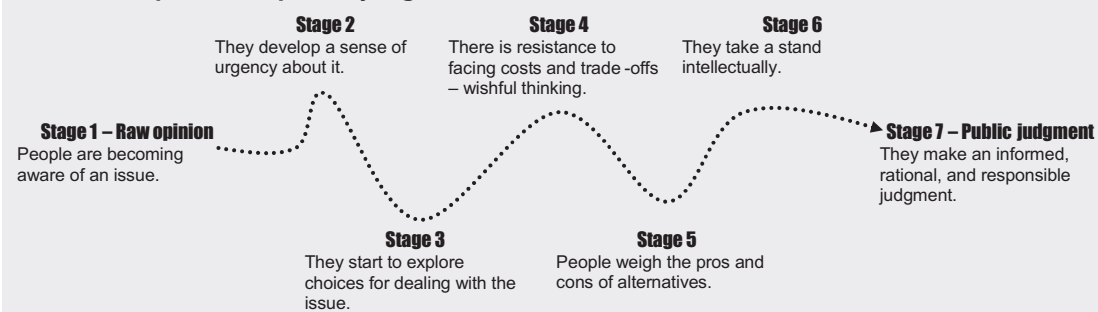 Stage 1 – Raw opinion
People are becoming
aware of an issue.
Stage 2
They develop a sense of
urgency about it.
Stage 3
They start to explore
choices for dealing with the
issue.
Stage 4
There is resistance to
facing costs and trade -offs
– wishful thinking.
Stage 5
People weigh the pros and
cons of alternatives.
Stage 6
They take a stand
intellectually.
Stage 7 – Public judgment
They make an informed,
rational, and responsible
judgment.